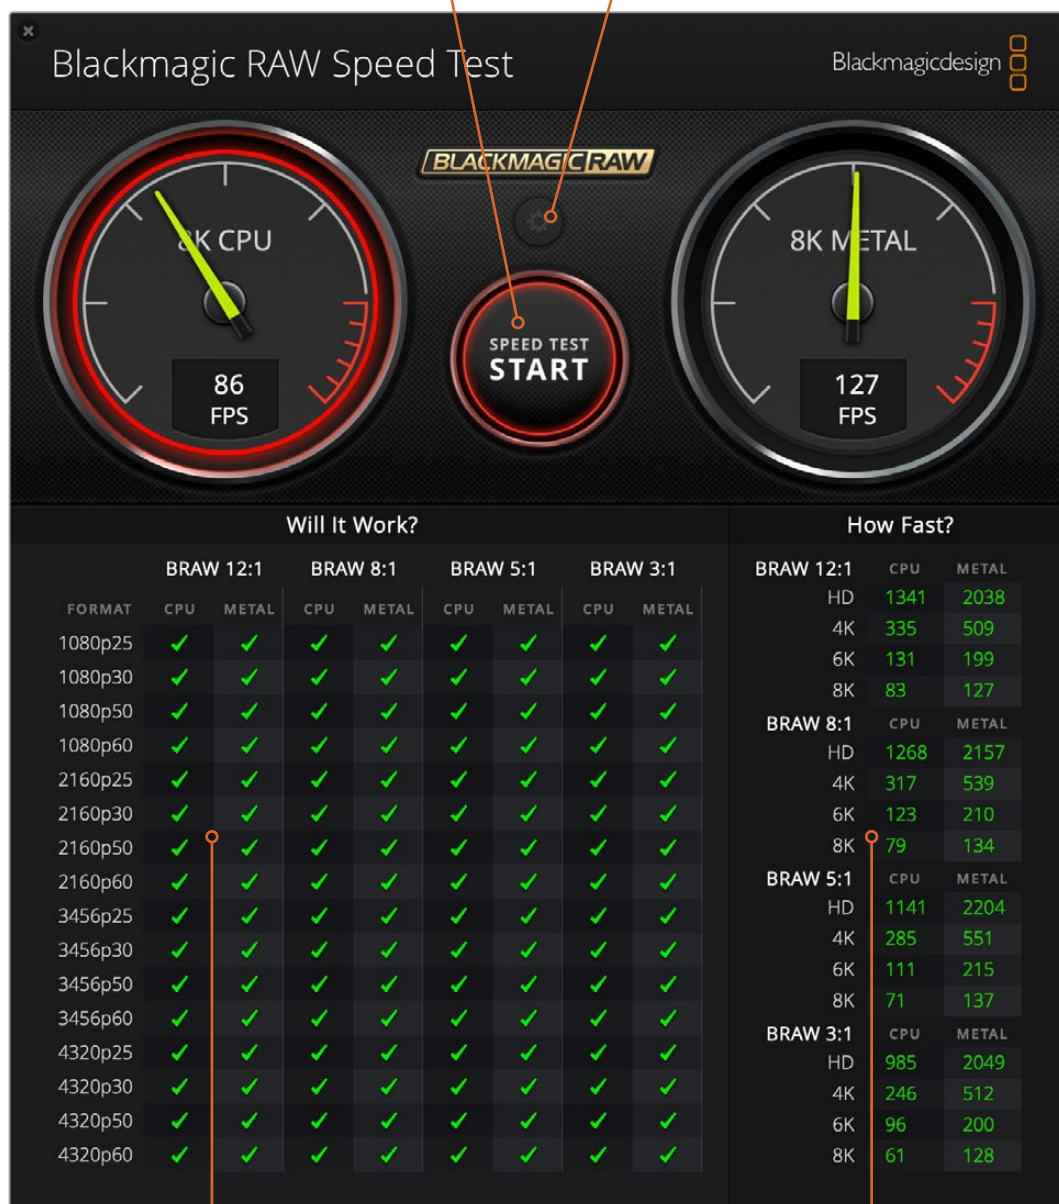 Blackmagic RAW Speed Test
Blackmagicdesign
BLACKMAGIC RAW
8K CPU
86
FPS
SPEED TEST
START
8K METAL
127
FPS
Will It Work?
BRAW 12:1 BRAW 8:1 BRAW 5:1 BRAW 3:1
FORMAT CPU METAL CPU METAL CPU METAL CPU METAL
1080p25 ✓ ✓ ✓ ✓ ✓ ✓ ✓ ✓
1080p30 ✓ ✓ ✓ ✓ ✓ ✓ ✓ ✓
1080p50 ✓ ✓ ✓ ✓ ✓ ✓ ✓ ✓
1080p60 ✓ ✓ ✓ ✓ ✓ ✓ ✓ ✓
2160p25 ✓ ✓ ✓ ✓ ✓ ✓ ✓ ✓
2160p30 ✓ ✓ ✓ ✓ ✓ ✓ ✓ ✓
2160p50 ✓ ✓ ✓ ✓ ✓ ✓ ✓ ✓
2160p60 ✓ ✓ ✓ ✓ ✓ ✓ ✓ ✓
3456p25 ✓ ✓ ✓ ✓ ✓ ✓ ✓ ✓
3456p30 ✓ ✓ ✓ ✓ ✓ ✓ ✓ ✓
3456p50 ✓ ✓ ✓ ✓ ✓ ✓ ✓ ✓
3456p60 ✓ ✓ ✓ ✓ ✓ ✓ ✓ ✓
4320p25 ✓ ✓ ✓ ✓ ✓ ✓ ✓ ✓
4320p30 ✓ ✓ ✓ ✓ ✓ ✓ ✓ ✓
4320p50 ✓ ✓ ✓ ✓ ✓ ✓ ✓ ✓
4320p60 ✓ ✓ ✓ ✓ ✓ ✓ ✓ ✓
How Fast?
BRAW 12:1 CPU METAL
HD 1341 2038
4K 335 509
6K 131 199
8K 83 127
BRAW 8:1 CPU METAL
HD 1268 2157
4K 317 539
6K 123 210
8K 79 134
BRAW 5:1 CPU METAL
HD 1141 2204
4K 285 551
6K 111 215
8K 71 137
BRAW 3:1 CPU METAL
HD 985 2049
4K 246 512
6K 96 200
8K 61 128